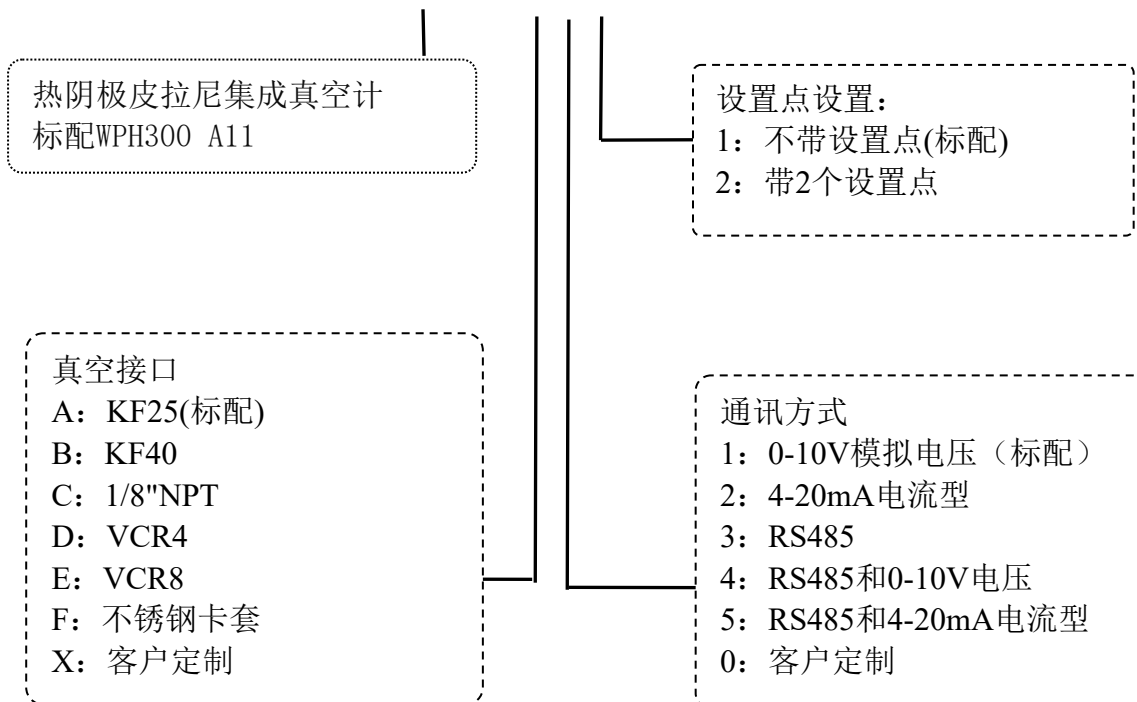 热阴极皮拉尼集成真空计
标配WPH300 A11
设置点设置：
1：不带设置点(标配)
2：带2个设置点
真空接口
A：KF25(标配)
B：KF40
C：1/8"NPT
D：VCR4
E：VCR8
F：不锈钢卡套
X：客户定制
通讯方式
1：0-10V模拟电压（标配）
2：4-20mA电流型
3：RS485
4：RS485和0-10V电压
5：RS485和4-20mA电流型
0：客户定制